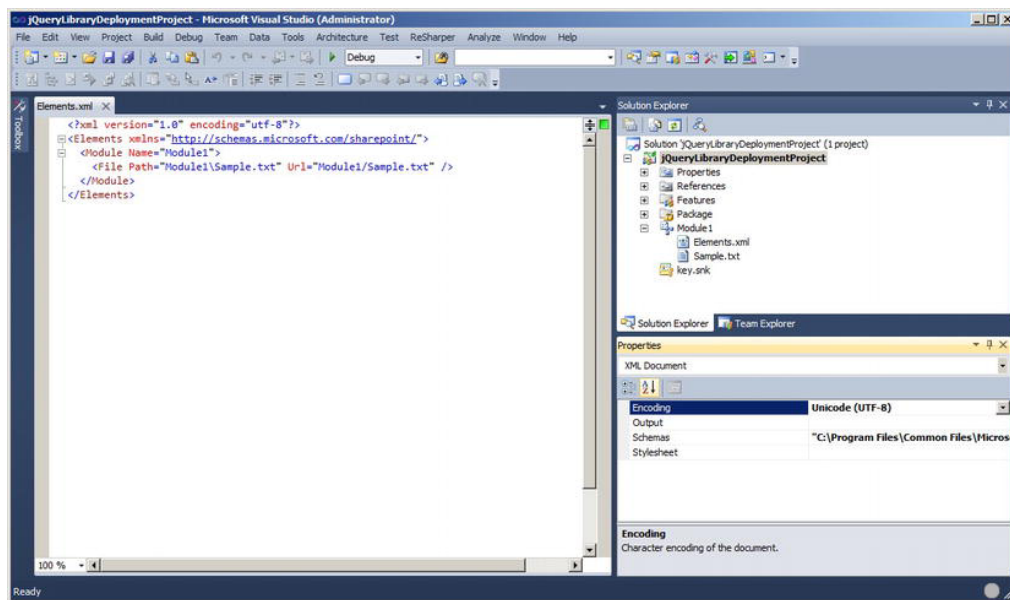 jQueryLibraryDeploymentProject - Microsoft Visual Studio (Administrator)
File Edit View Project Build Debug Team Data Tools Architecture Test ReSharper Analyze Window Help
Debug
Toolbox
Elements.xml
<?xml version="1.0" encoding="utf-8"?>
<Elements xmlns="http://schemas.microsoft.com/sharepoint/">
<Module Name="Module1">
<File Path="Module1\Sample.txt" Url="Module1/Sample.txt" />
</Module>
</Elements>
100 %
Solution Explorer
Solution 'jQueryLibraryDeploymentProject' (1 project)
jQueryLibraryDeploymentProject
Properties
References
Features
Package
Module1
Elements.xml
Sample.txt
key.snk
Solution Explorer Team Explorer
Properties
XML Document
Encoding Unicode (UTF-8)
Output
Schemas "C:\Program Files\Common Files\Micros
Stylesheet
Encoding
Character encoding of the document.
Ready